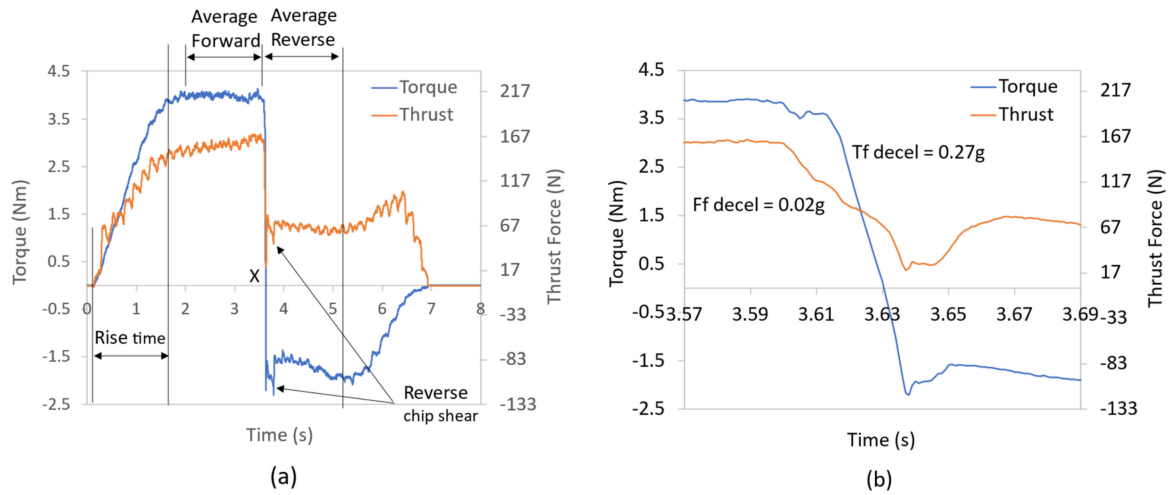 Average Forward
Average Reverse
4.5
3.5
2.5
1.5
0.5
-0.5
-1.5
-2.5
Torque (Nm)
Torque
Thrust
X
0 1 2 3 4 5 6 7 8
Rise time
Reverse
chip shear
217
167
117
67
17
-33
-83
-133
Thrust Force (N)
Time (s)
(a)
4.5
3.5
2.5
1.5
0.5
-0.5
-1.5
-2.5
Torque (Nm)
Torque
Thrust
Tf decel = 0.27g
Ff decel = 0.02g
3.57 3.59 3.61 3.63 3.65 3.67 3.69
217
167
117
67
17
-33
-83
-133
Thrust Force (N)
Time (s)
(b)